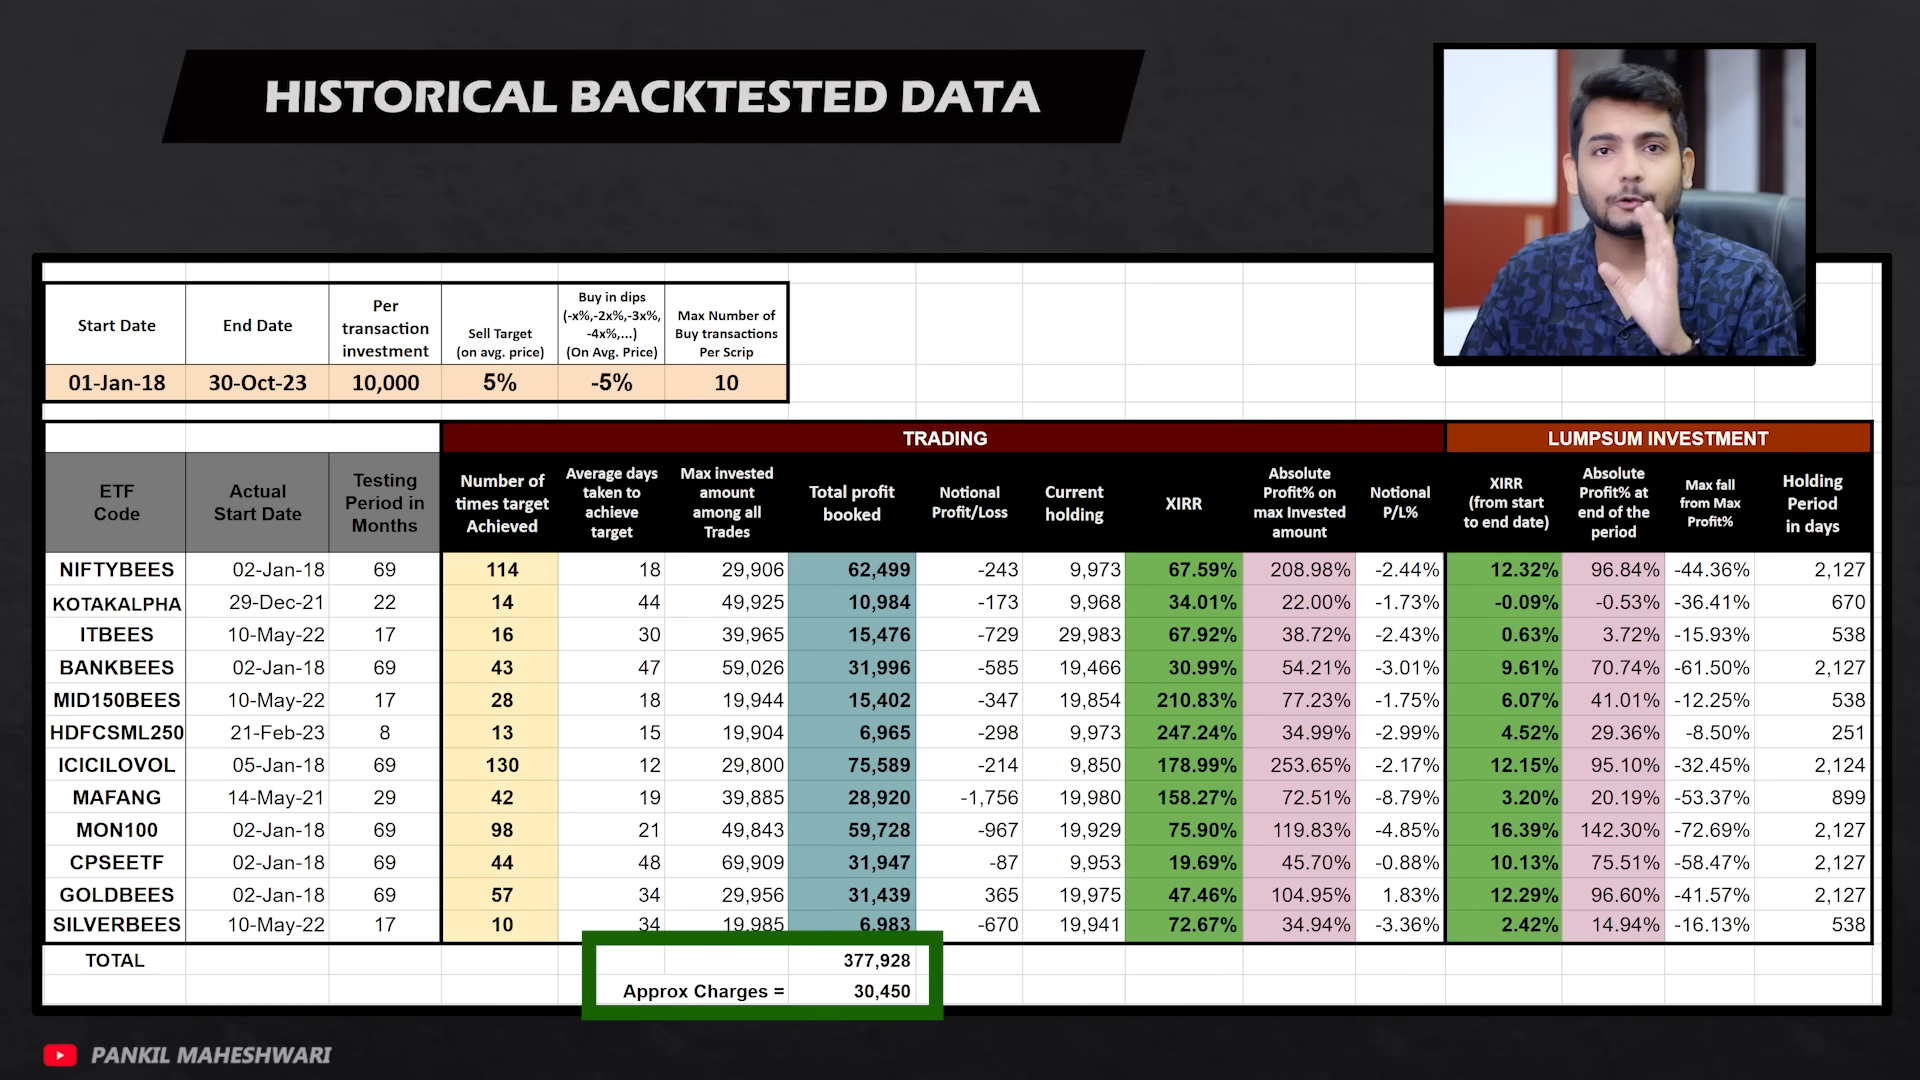 HISTORICAL BACKTESTED DATA
Start Date End Date Per transaction investment Sell Target (on avg. price) Buy in dips (-x%,-2x%,-3x%, -4x%,...) (On Avg. Price) Max Number of Buy transactions Per Scrip
01-Jan-18 30-Oct-23 10,000 5% -5% 10
TRADING LUMPSUM INVESTMENT
ETF Code Actual Start Date Testing Period in Months Number of times target Achieved Average days taken to achieve target Max invested amount among all Trades Total profit booked Notional Profit/Loss Current holding XIRR Absolute Profit% on max Invested amount Notional P/L% XIRR (from start to end date) Absolute Profit% at end of the period Max fall from Max Profit% Holding Period in days
NIFTYBEES 02-Jan-18 69 114 18 29,906 62,499 -243 9,973 67.59% 208.98% -2.44% 12.32% 96.84% -44.36% 2,127
KOTAKALPHA 29-Dec-21 22 14 44 49,925 10,984 -173 9,968 34.01% 22.00% -1.73% -0.09% -0.53% -36.41% 670
ITBEES 10-May-22 17 16 30 39,965 15,476 -729 29,983 67.92% 38.72% -2.43% 0.63% 3.72% -15.93% 538
BANKBEES 02-Jan-18 69 43 47 59,026 31,996 -585 19,466 30.99% 54.21% -3.01% 9.61% 70.74% -61.50% 2,127
MID150BEES 10-May-22 17 28 18 19,944 15,402 -347 19,854 210.83% 77.23% -1.75% 6.07% 41.01% -12.25% 538
HDFCSML250 21-Feb-23 8 13 15 19,904 6,965 -298 9,973 247.24% 34.99% -2.99% 4.52% 29.36% -8.50% 251
ICICILOVOL 05-Jan-18 69 130 12 29,800 75,589 -214 9,850 178.99% 253.65% -2.17% 12.15% 95.10% -32.45% 2,124
MAFANG 14-May-21 29 42 19 39,885 28,920 -1,756 19,980 158.27% 72.51% -8.79% 3.20% 20.19% -53.37% 899
MON100 02-Jan-18 69 98 21 49,843 59,728 -967 19,929 75.90% 119.83% -4.85% 16.39% 142.30% -72.69% 2,127
CPSEETF 02-Jan-18 69 44 48 69,909 31,947 -87 9,953 19.69% 45.70% -0.88% 10.13% 75.51% -58.47% 2,127
GOLDBEES 02-Jan-18 69 57 34 29,956 31,439 365 19,975 47.46% 104.95% 1.83% 12.29% 96.60% -41.57% 2,127
SILVERBEES 10-May-22 17 10 34 19,985 6,983 -670 19,941 72.67% 34.94% -3.36% 2.42% 14.94% -16.13% 538
TOTAL 377,928
Approx Charges = 30,450
PANKIL MAHESHWARI